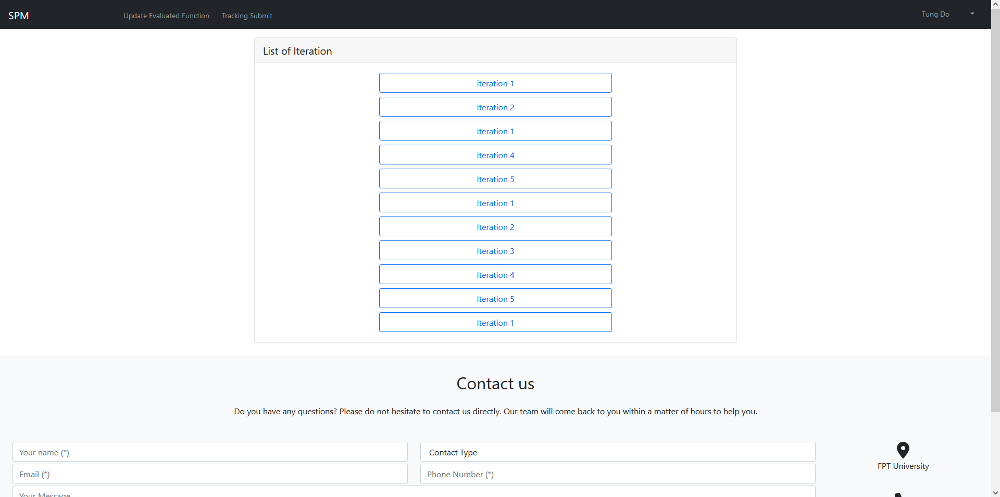 SPM
Update Evaluated Function
Tracking Submit
Tung Do
List of Iteration
iteration 1
Iteration 2
Iteration 1
Iteration 4
Iteration 5
Iteration 1
Iteration 2
Iteration 3
Iteration 4
Iteration 5
Iteration 1
Contact us
Do you have any questions? Please do not hesitate to contact us directly. Our team will come back to you within a matter of hours to help you.
Your name (*)
Contact Type
Email (*)
Phone Number (*)
Your Message
FPT University